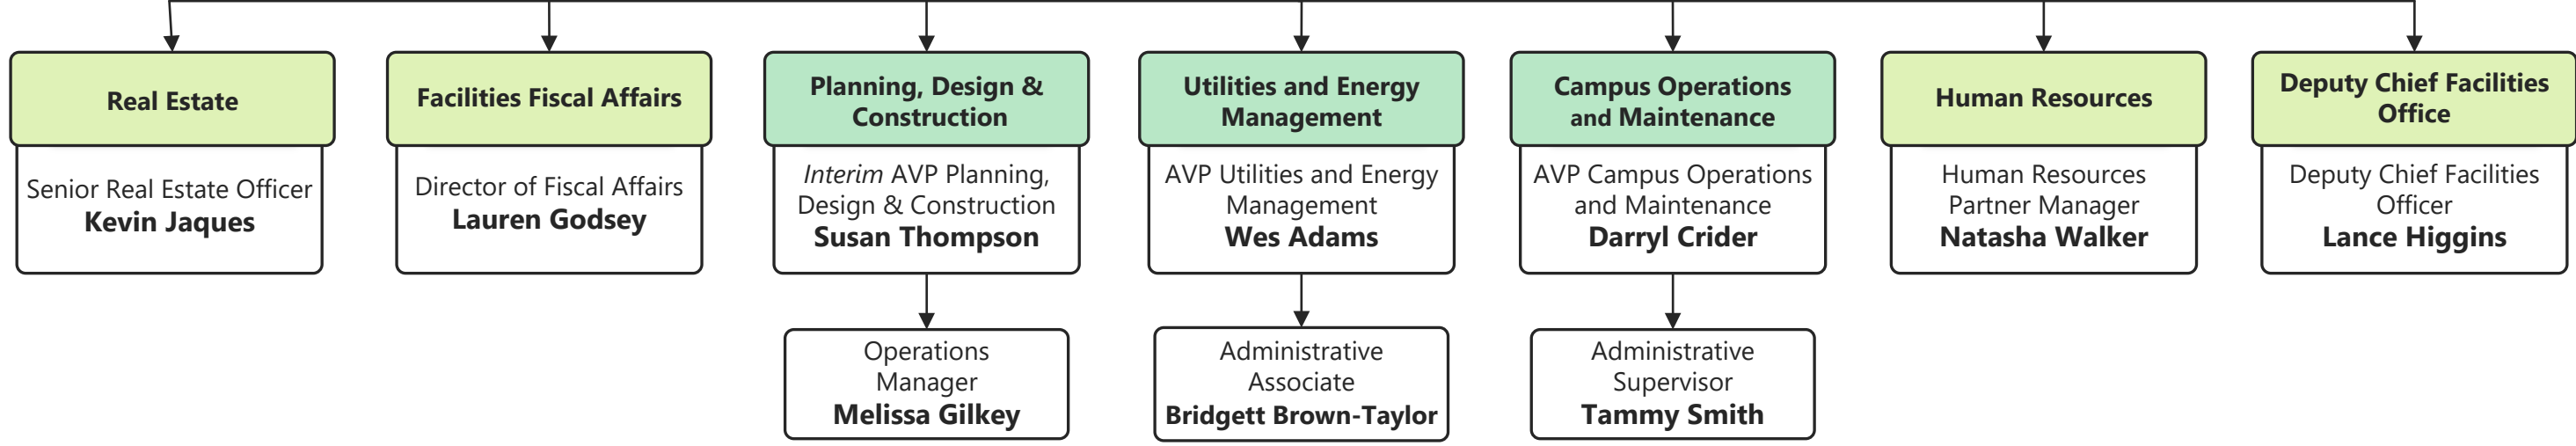 Real Estate
Senior Real Estate Officer
Kevin Jaques
Facilities Fiscal Affairs
Director of Fiscal Affairs
Lauren Godsey
Planning, Design &
Construction
Interim AVP Planning,
Design & Construction
Susan Thompson
Operations
Manager
Melissa Gilkey
Utilities and Energy
Management
AVP Utilities and Energy
Management
Wes Adams
Administrative
Associate
Bridgett Brown-Taylor
Campus Operations
and Maintenance
AVP Campus Operations
and Maintenance
Darryl Crider
Administrative
Supervisor
Tammy Smith
Human Resources
Human Resources
Partner Manager
Natasha Walker
Deputy Chief Facilities
Office
Deputy Chief Facilities
Officer
Lance Higgins